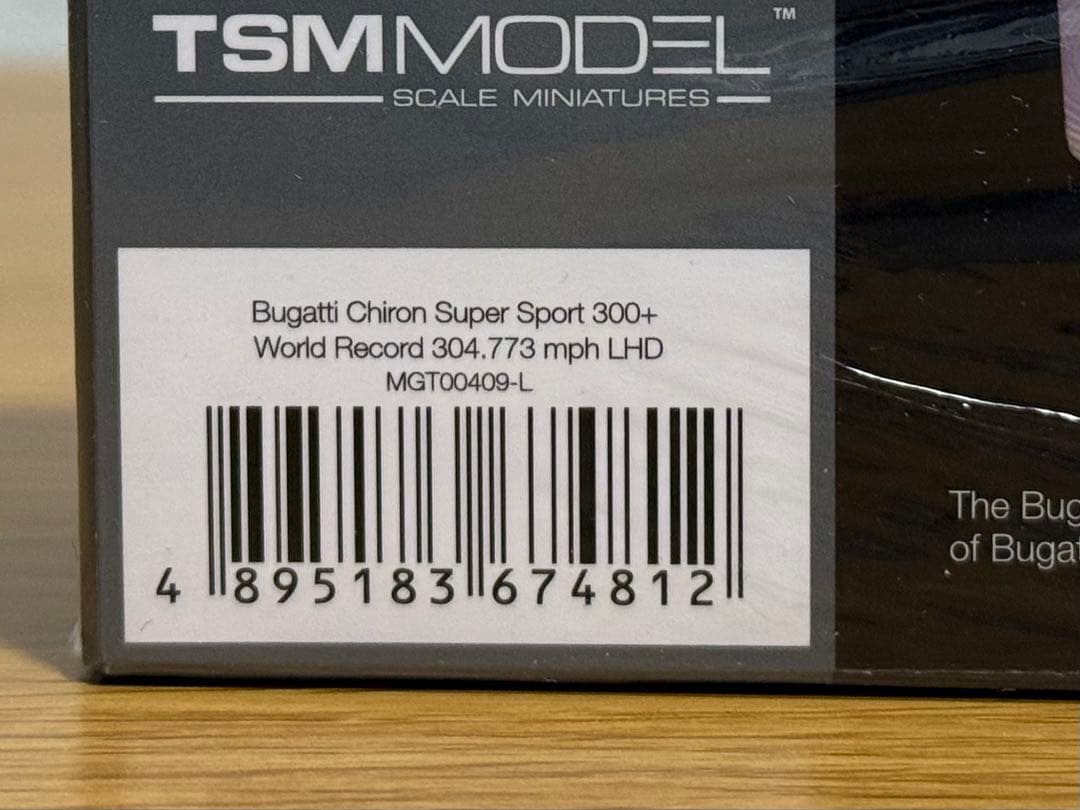 TSMMODEL™
SCALE MINIATURES
Bugatti Chiron Super Sport 300+
World Record 304.773 mph LHD
MGT00409-L
4 895183 674812
The Bug
of Bugat